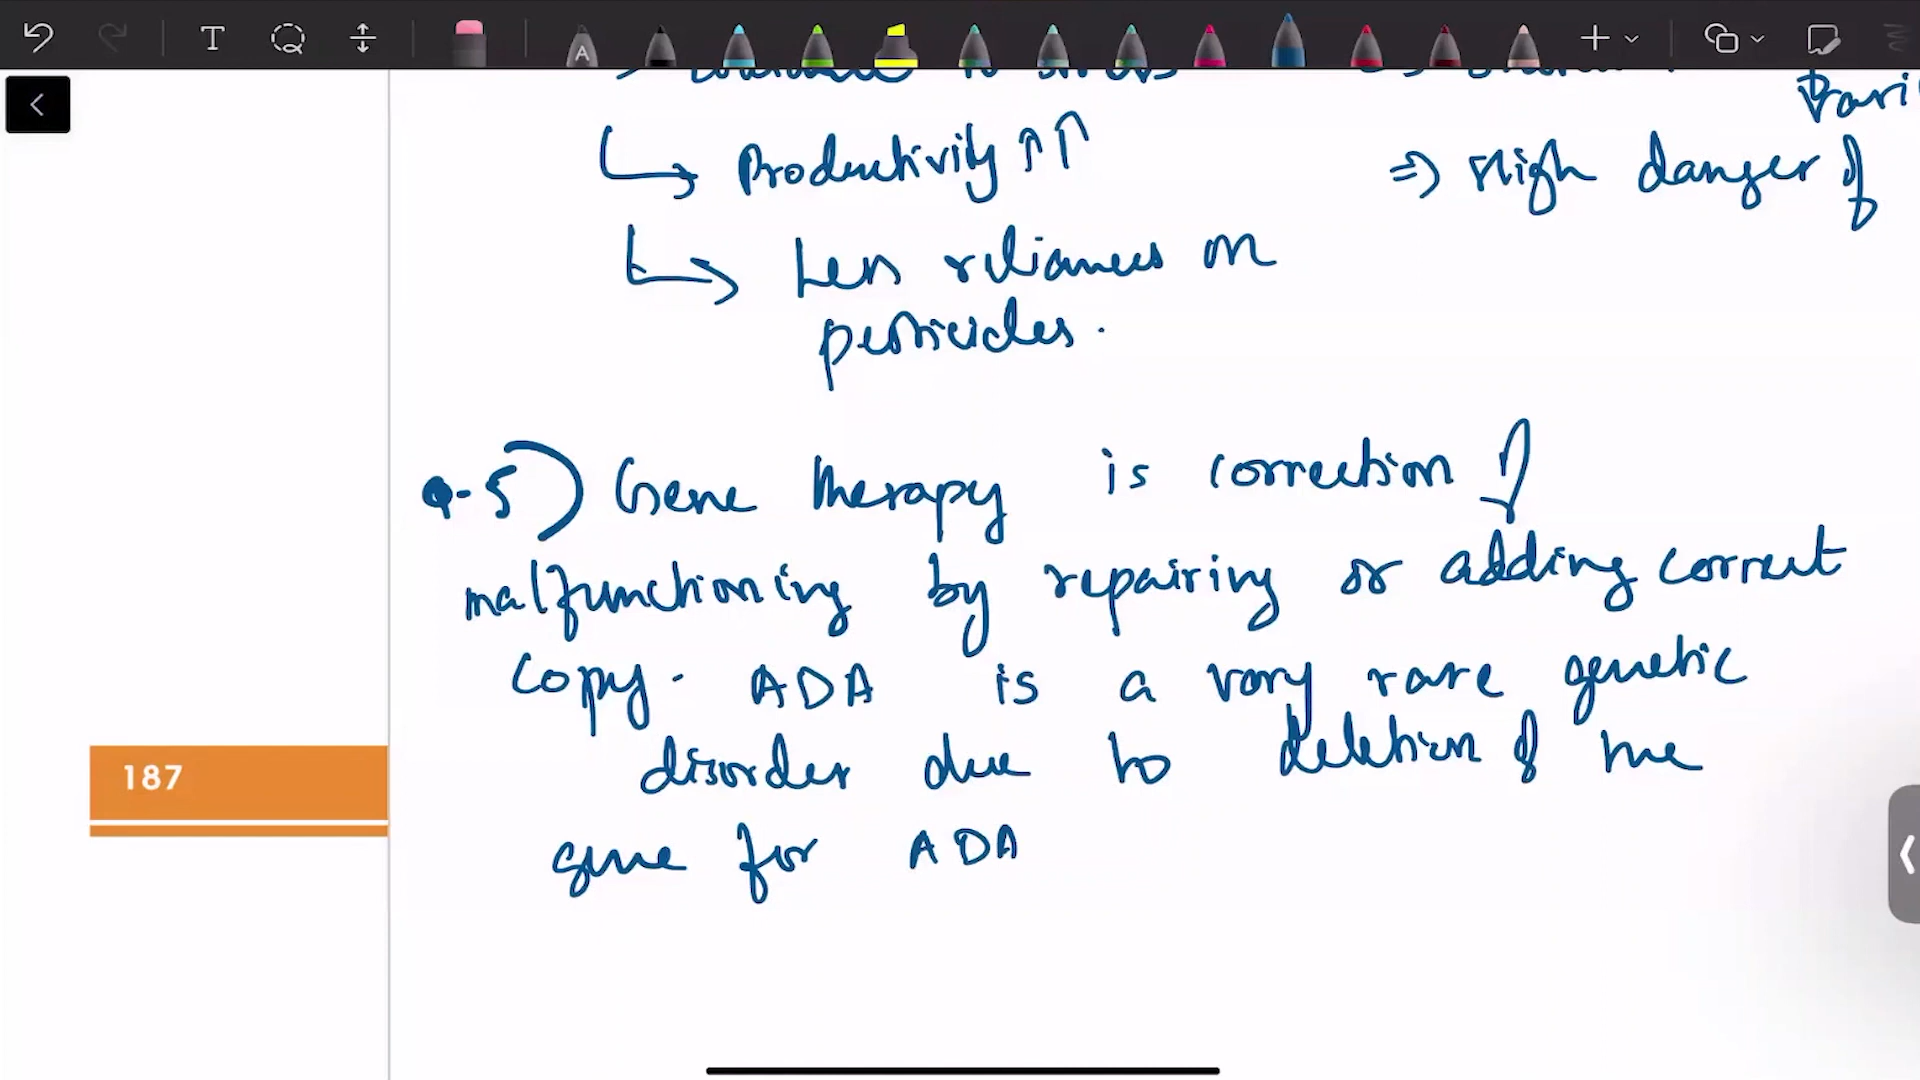 Productivity ↑↑
⇒ High danger of
Less reliances on
pesticides.
Q-5) Gene therapy is correction of
malfunctioning by repairing or adding correct
copy. ADA is a very rare genetic
disorder due to deletion of the
gene for ADA
187